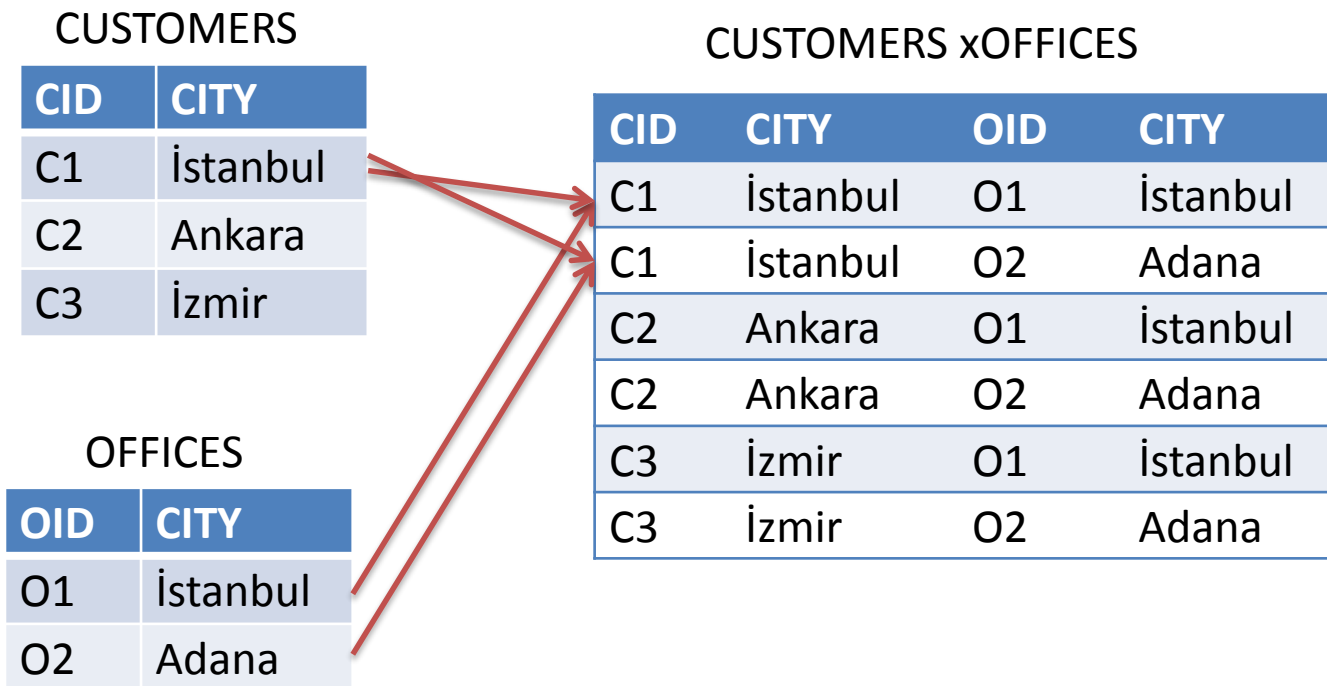 CUSTOMERS
CID CITY
C1 İstanbul
C2 Ankara
C3 İzmir
OFFICES
OID CITY
O1 İstanbul
O2 Adana
CUSTOMERS xOFFICES
CID CITY OID CITY
C1 İstanbul O1 İstanbul
C1 İstanbul O2 Adana
C2 Ankara O1 İstanbul
C2 Ankara O2 Adana
C3 İzmir O1 İstanbul
C3 İzmir O2 Adana